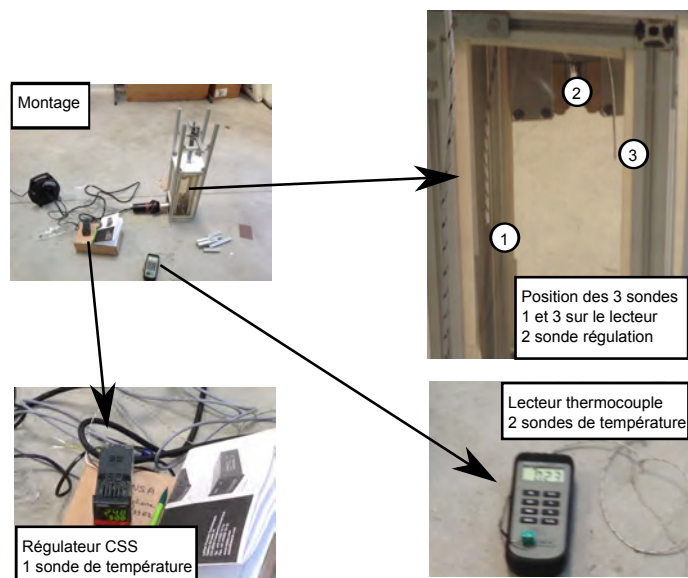 Montage
2
3
1
Position des 3 sondes
1 et 3 sur le lecteur
2 sonde régulation
Lecteur thermocouple
2 sondes de température
Régulateur CSS
1 sonde de température